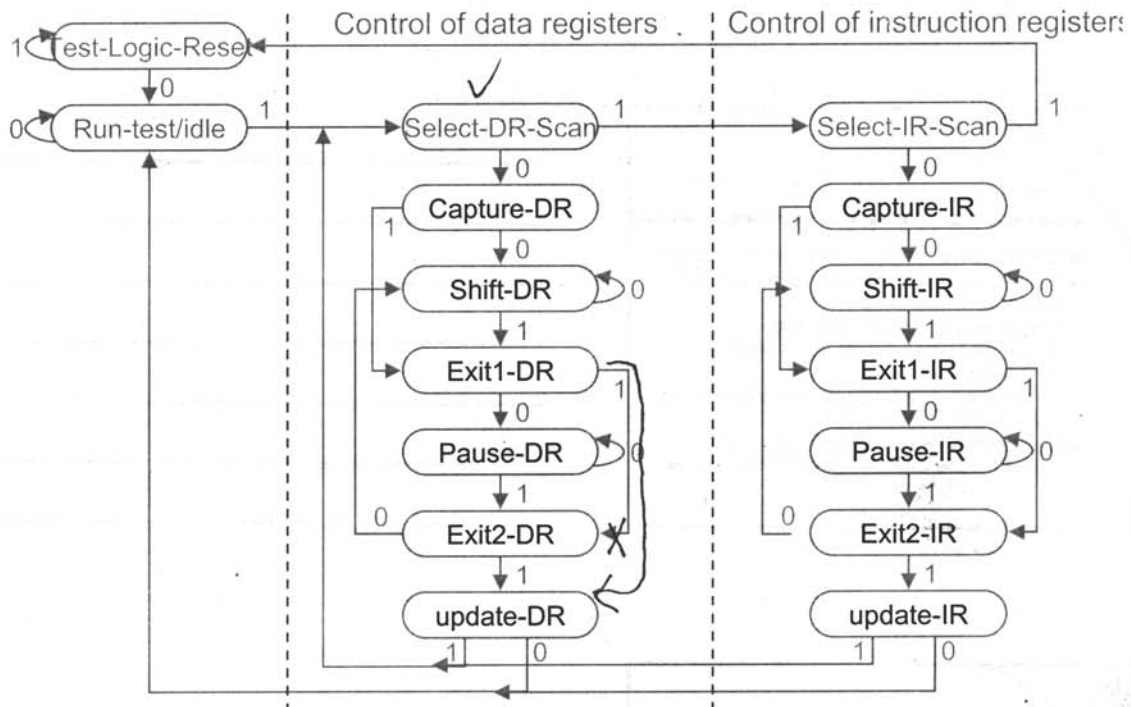 Control of data registers
Control of instruction registers
1 Test-Logic-Reset
0
1
0 Run-test/idle
1
Select-DR-Scan
1
Select-IR-Scan
0
0
Capture-DR
Capture-IR
1
1
0
0
Shift-DR
0
Shift-IR
0
1
1
Exit1-DR
Exit1-IR
1
1
0
0
Pause-DR
0
Pause-IR
0
1
1
0
0
Exit2-DR
Exit2-IR
1
1
update-DR
update-IR
1
0
1
0